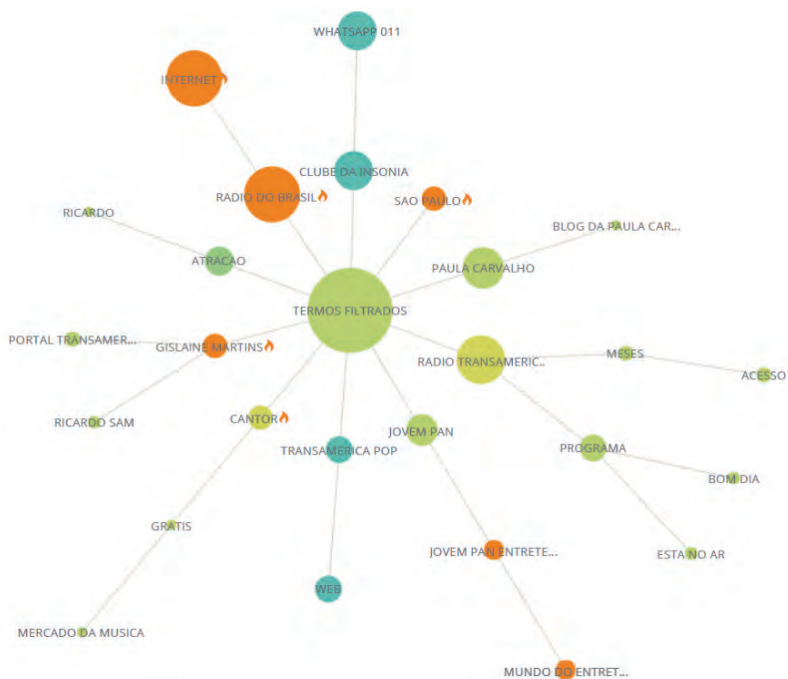 WHATSAPP 011
INTERNET
CLUBE DA INSONIA
RADIO DO BRASIL
SAO PAULO
RICARDO
BLOG DA PAULA CAR...
ATRACAO
PAULA CARVALHO
TERMOS FILTRADOS
PORTAL TRANSAMER...
GISLAINE MARTINS
RADIO TRANSAMERIC..
MESES
ACESSO
RICARDO SAM
CANTOR
JOVEM PAN
TRANSAMERICA POP
PROGRAMA
BOM DIA
GRATIS
JOVEM PAN ENTRETE...
ESTA NO AR
WEB
MERCADO DA MUSICA
MUNDO DO ENTRET...